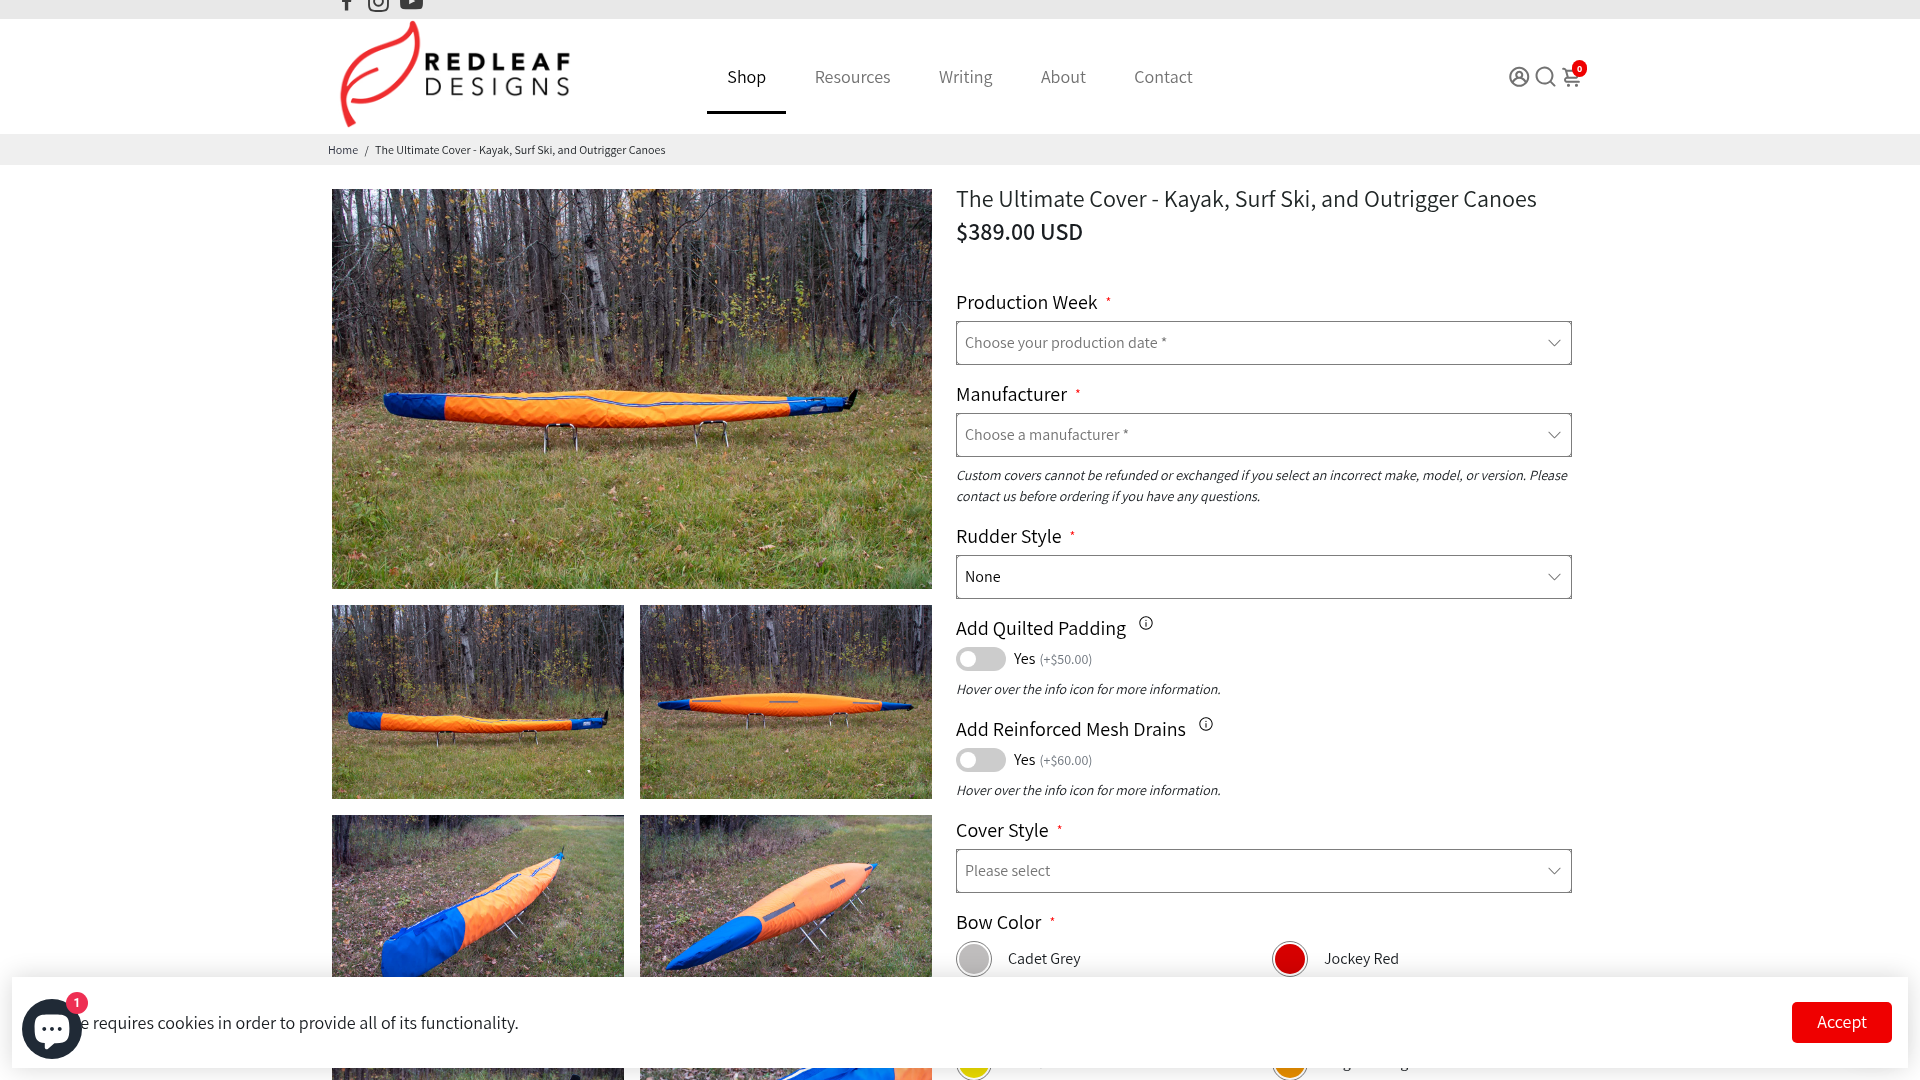 REDLEAF
DESIGNS
Shop
Resources
Writing
About
Contact
0
Home / The Ultimate Cover - Kayak, Surf Ski, and Outrigger Canoes
The Ultimate Cover - Kayak, Surf Ski, and Outrigger Canoes
$389.00 USD
Production Week *
Choose your production date *
Manufacturer *
Choose a manufacturer *
Custom covers cannot be refunded or exchanged if you select an incorrect make, model, or version. Please
contact us before ordering if you have any questions.
Rudder Style *
None
Add Quilted Padding
Yes (+$50.00)
Hover over the info icon for more information.
Add Reinforced Mesh Drains
Yes (+$60.00)
Hover over the info icon for more information.
Cover Style *
Please select
Bow Color *
Cadet Grey
Jockey Red
1
e requires cookies in order to provide all of its functionality.
Accept